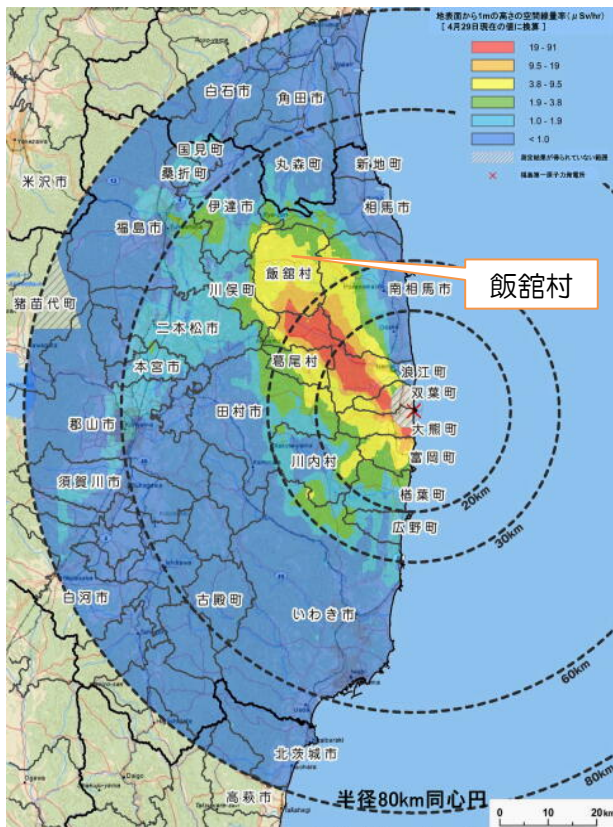 地表面から1mの高さの空間線量率(μSv/hr)
[ 4月29日現在の値に換算 ]
19 - 91
9.5 - 19
3.8 - 9.5
1.9 - 3.8
1.0 - 1.9
< 1.0
測定結果が得られていない範囲
福島第一原子力発電所
白石市
角田市
国見町
丸森町
新地町
桑折町
米沢市
伊達市
相馬市
福島市
飯舘村
飯舘村
川俣町
南相馬市
猪苗代町
二本松市
本宮市
葛尾村
浪江町
双葉町
田村市
郡山市
大熊町
川内村
富岡町
須賀川市
楢葉町
20km
広野町
30km
白河市
古殿町
いわき市
60km
北茨城市
80km
高萩市
半径80km同心円
Ogawa
Daigo
0 10 20km